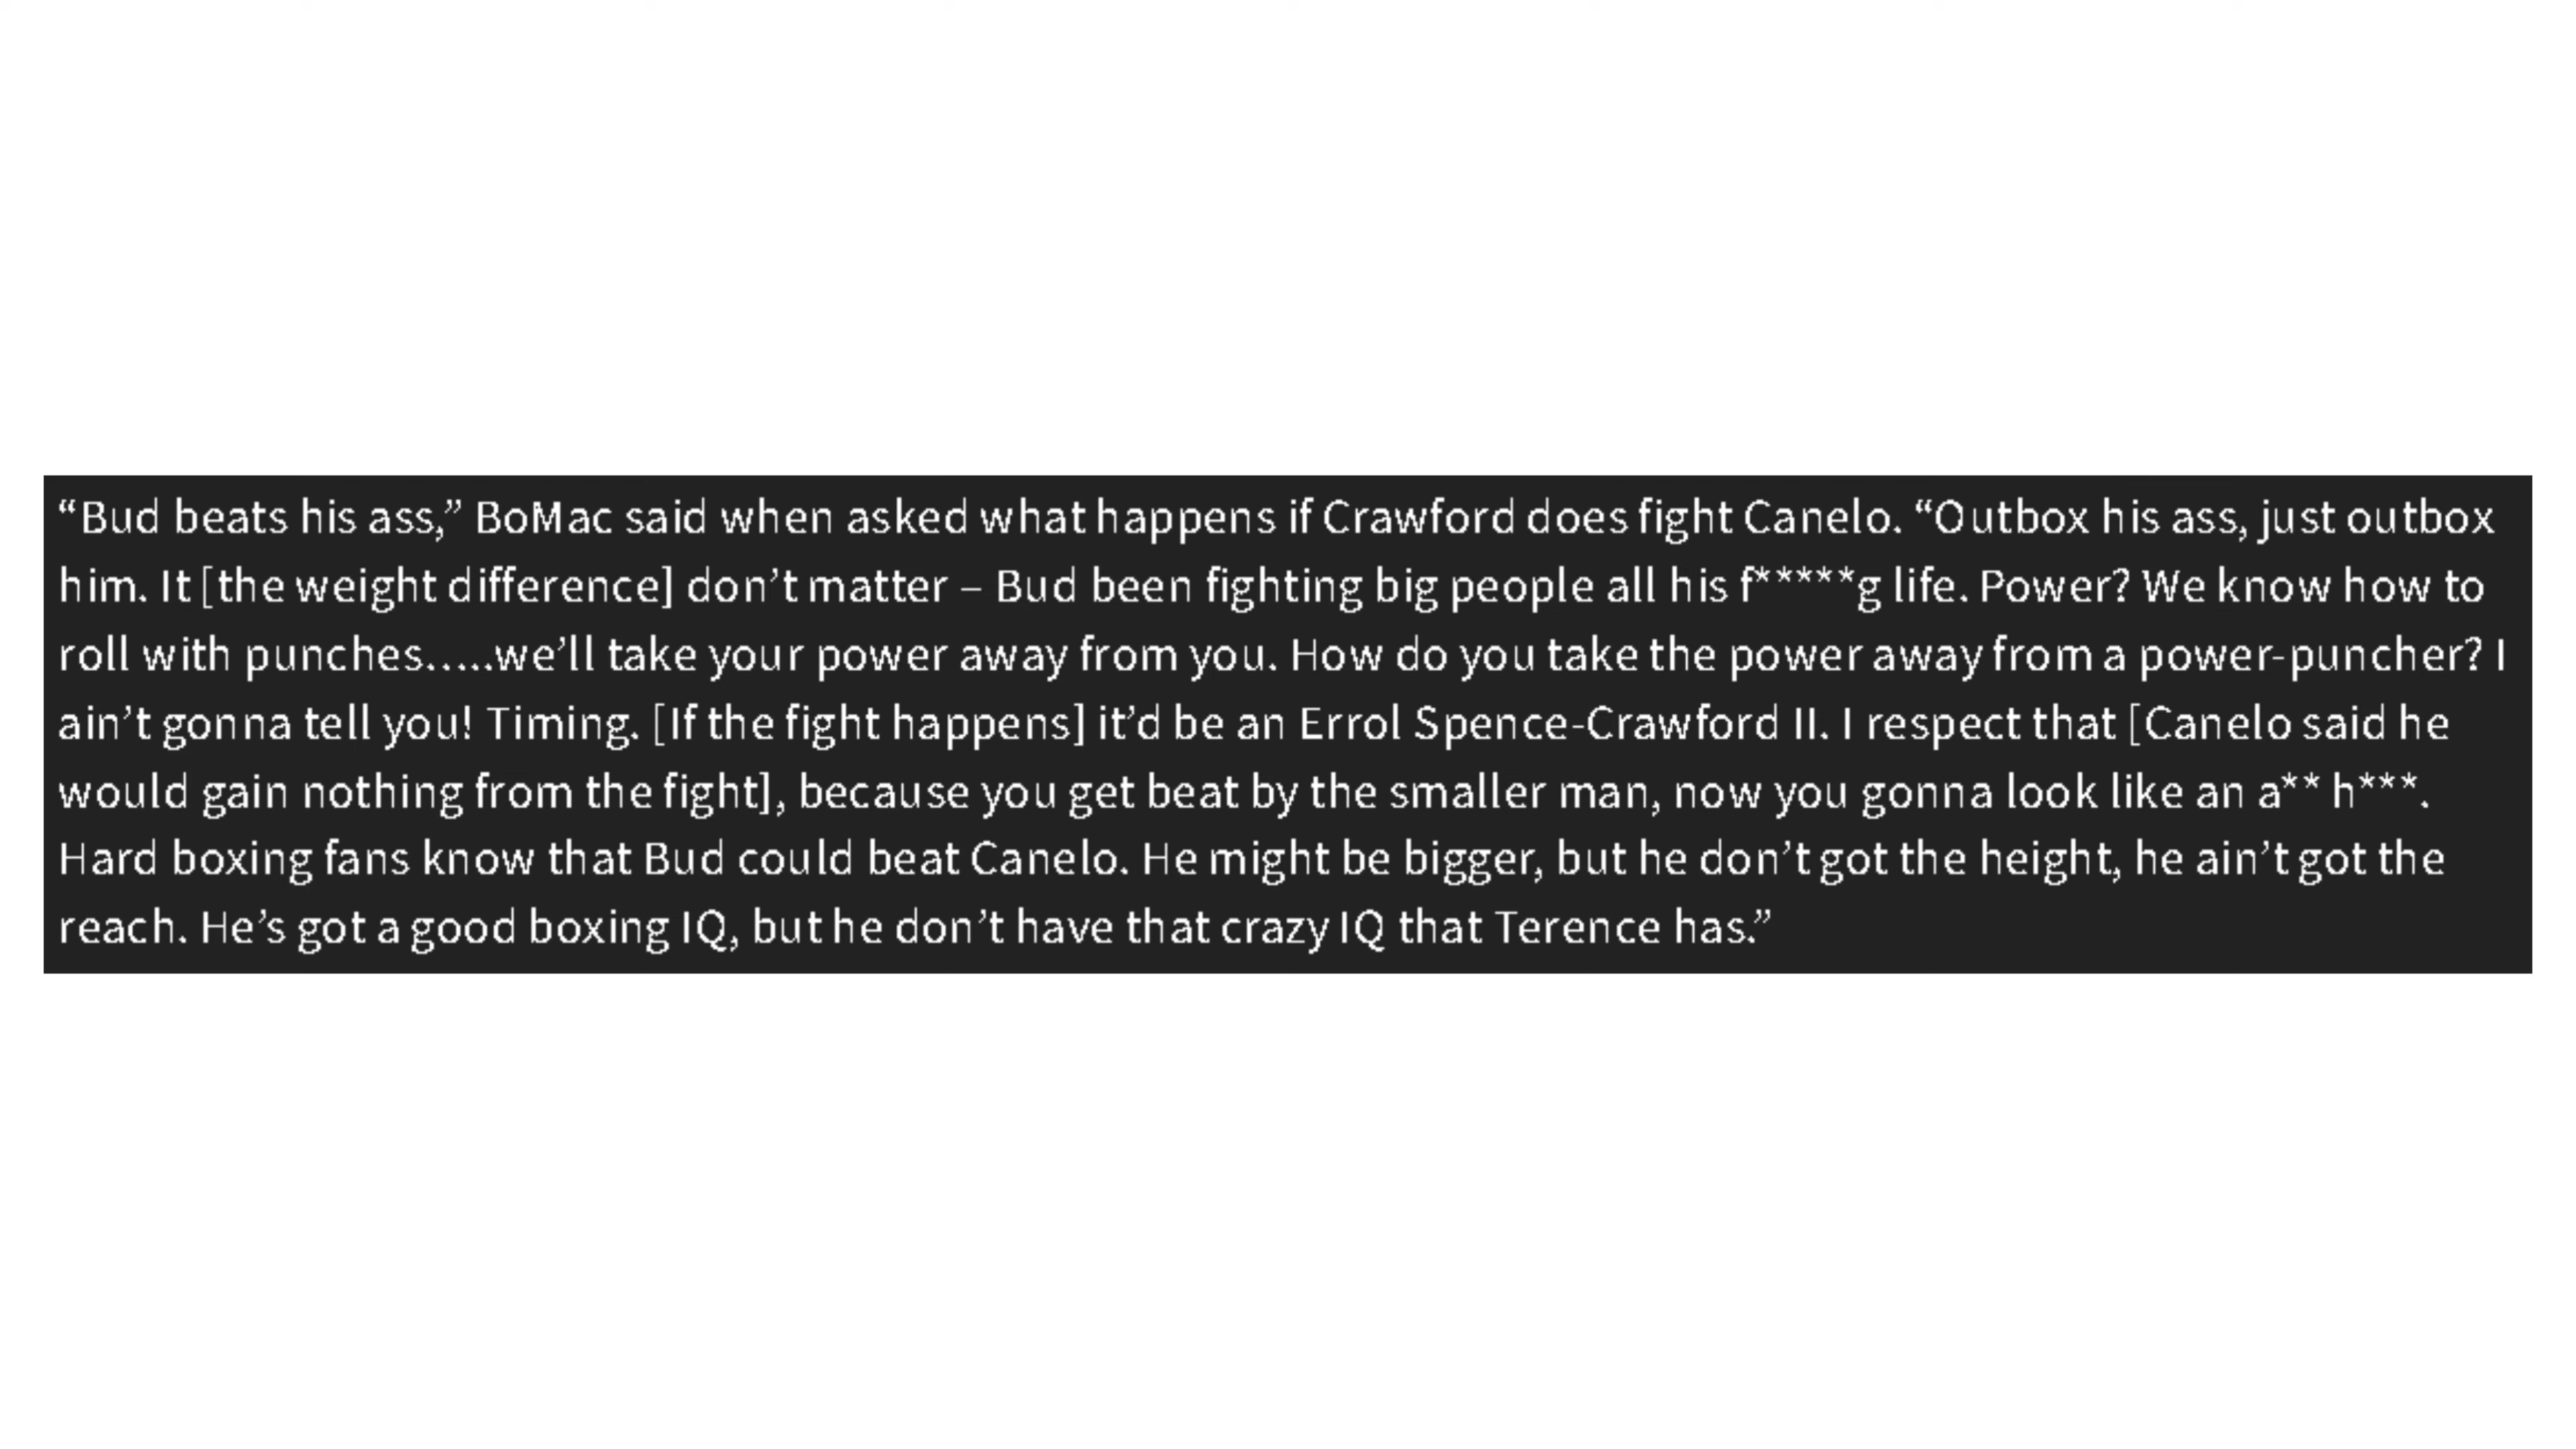 “Bud beats his ass,” BoMac said when asked what happens if Crawford does fight Canelo. “Outbox his ass, just outbox
him. It [the weight difference] don’t matter – Bud been fighting big people all his f*****g life. Power? We know how to
roll with punches…..we’ll take your power away from you. How do you take the power away from a power-puncher? I
ain’t gonna tell you! Timing. [If the fight happens] it’d be an Errol Spence-Crawford II. I respect that [Canelo said he
would gain nothing from the fight], because you get beat by the smaller man, now you gonna look like an a** h***.
Hard boxing fans know that Bud could beat Canelo. He might be bigger, but he don’t got the height, he ain’t got the
reach. He’s got a good boxing IQ, but he don’t have that crazy IQ that Terence has.”